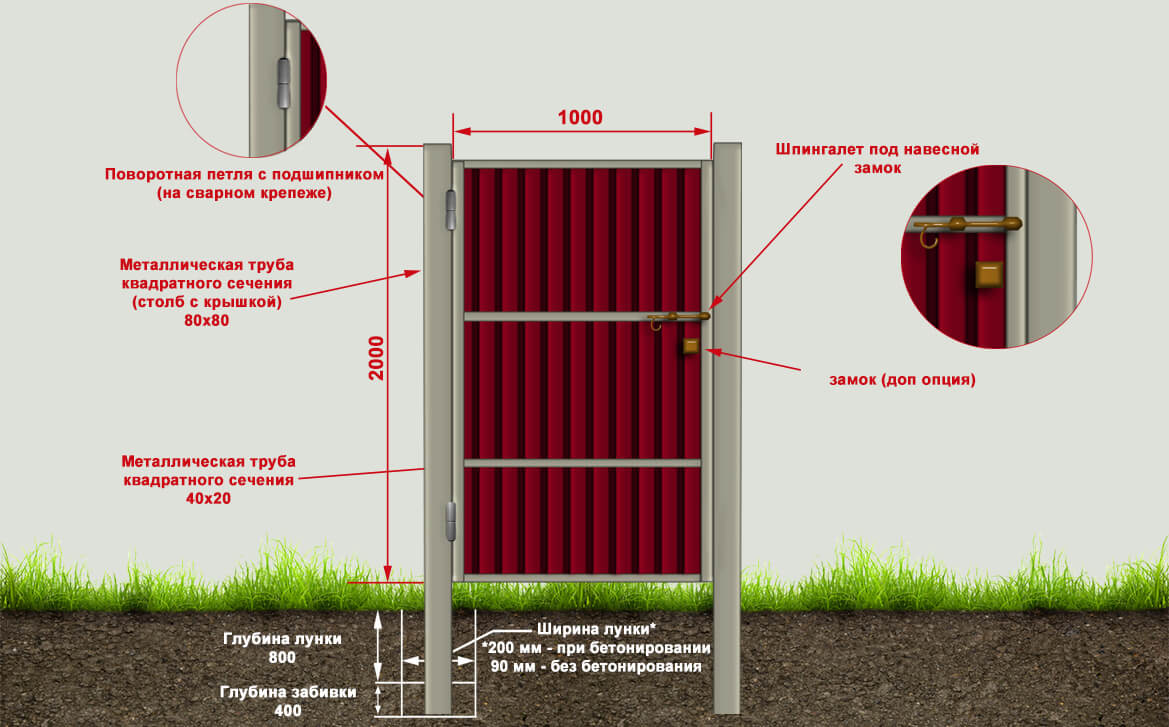 1000
Шпингалет под навесной
замок
Поворотная петля с подшипником
(на сварном крепеже)
Металлическая труба
квадратного сечения
(столб с крышкой)
80x80
2000
замок (доп опция)
Металлическая труба
квадратного сечения
40x20
Глубина лунки
800
Ширина лунки*
*200 мм - при бетонировании
90 мм - без бетонирования
Глубина забивки
400